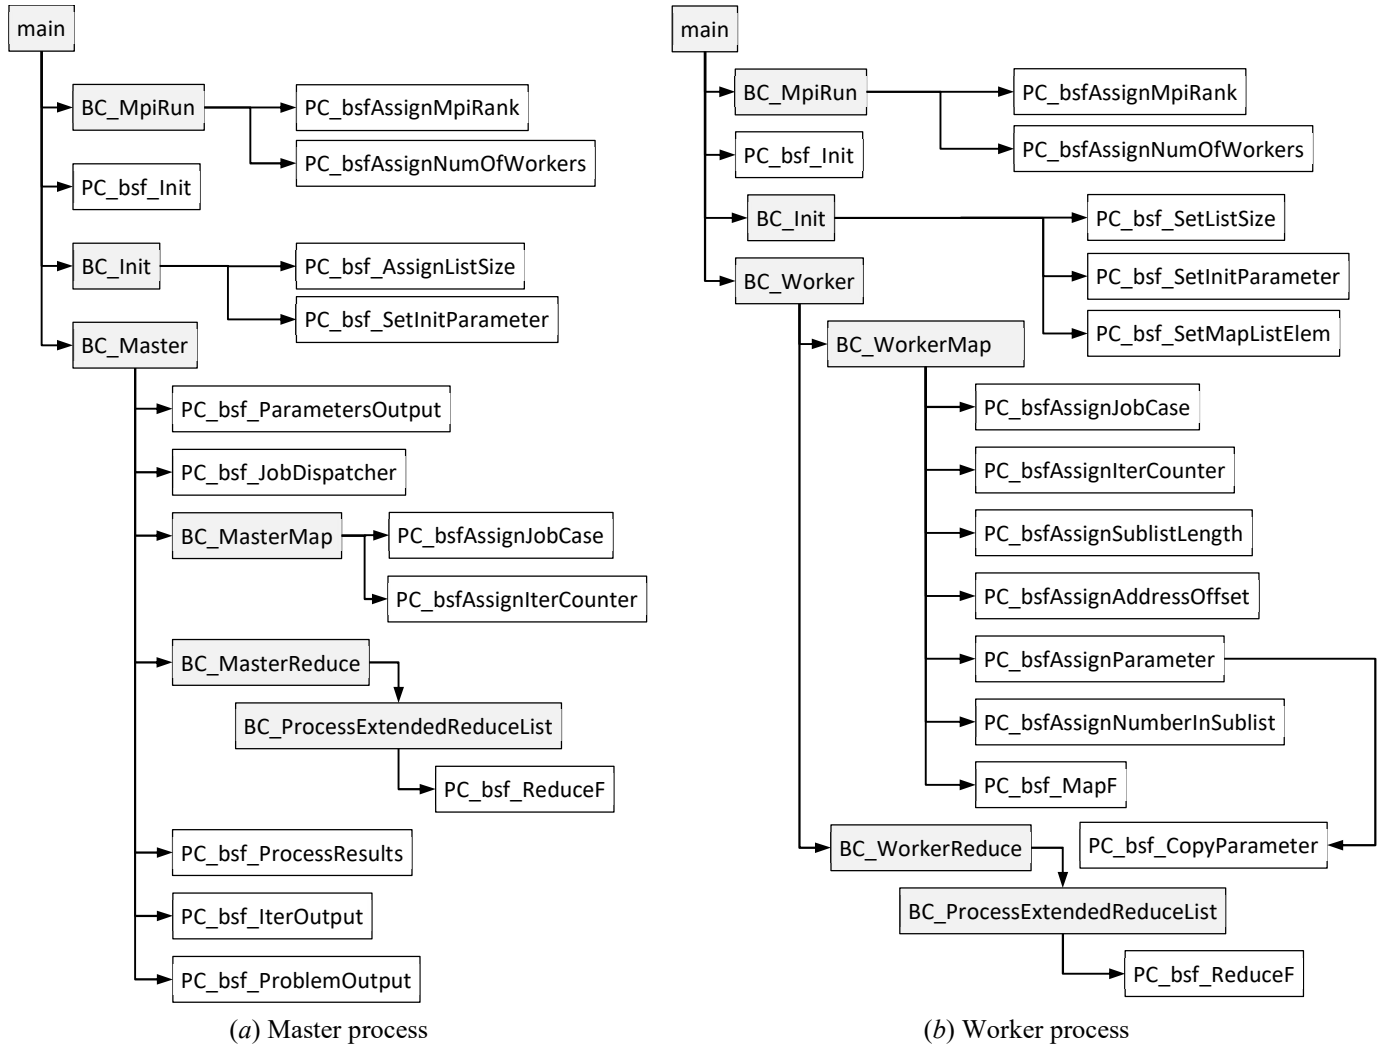 main
BC_MpiRun
PC_bsfAssignMpiRank
PC_bsfAssignNumOfWorkers
PC_bsf_Init
BC_Init
PC_bsf_AssignListSize
PC_bsf_SetInitParameter
BC_Master
PC_bsf_ParametersOutput
PC_bsf_JobDispatcher
BC_MasterMap
PC_bsfAssignJobCase
PC_bsfAssignIterCounter
BC_MasterReduce
BC_ProcessExtendedReduceList
PC_bsf_ReduceF
PC_bsf_ProcessResults
PC_bsf_IterOutput
PC_bsf_ProblemOutput
(a) Master process
main
BC_MpiRun
PC_bsfAssignMpiRank
PC_bsfAssignNumOfWorkers
PC_bsf_Init
BC_Init
PC_bsf_SetListSize
PC_bsf_SetInitParameter
PC_bsf_SetMapListElem
BC_Worker
BC_WorkerMap
PC_bsfAssignJobCase
PC_bsfAssignIterCounter
PC_bsfAssignSublistLength
PC_bsfAssignAddressOffset
PC_bsfAssignParameter
PC_bsfAssignNumberInSublist
PC_bsf_MapF
PC_bsf_CopyParameter
BC_WorkerReduce
BC_ProcessExtendedReduceList
PC_bsf_ReduceF
(b) Worker process